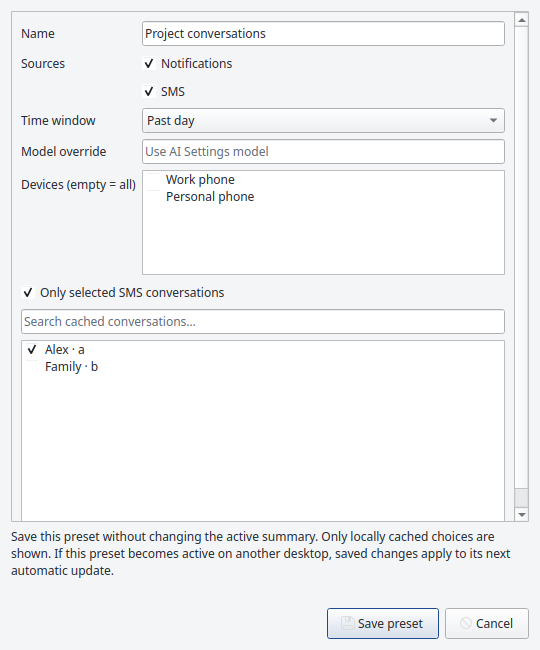 Name
Project conversations
Sources
Notifications
SMS
Time window
Past day
Model override
Use AI Settings model
Devices (empty = all)
Work phone
Personal phone
Only selected SMS conversations
Search cached conversations...
Alex · a
Family · b
Save this preset without changing the active summary. Only locally cached choices are
shown. If this preset becomes active on another desktop, saved changes apply to its next
automatic update.
Save preset
Cancel